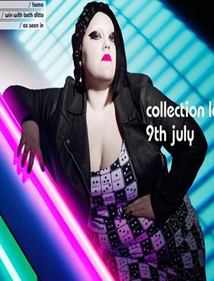 / home
/ win with beth ditto
/ as seen in
collection l
9th july